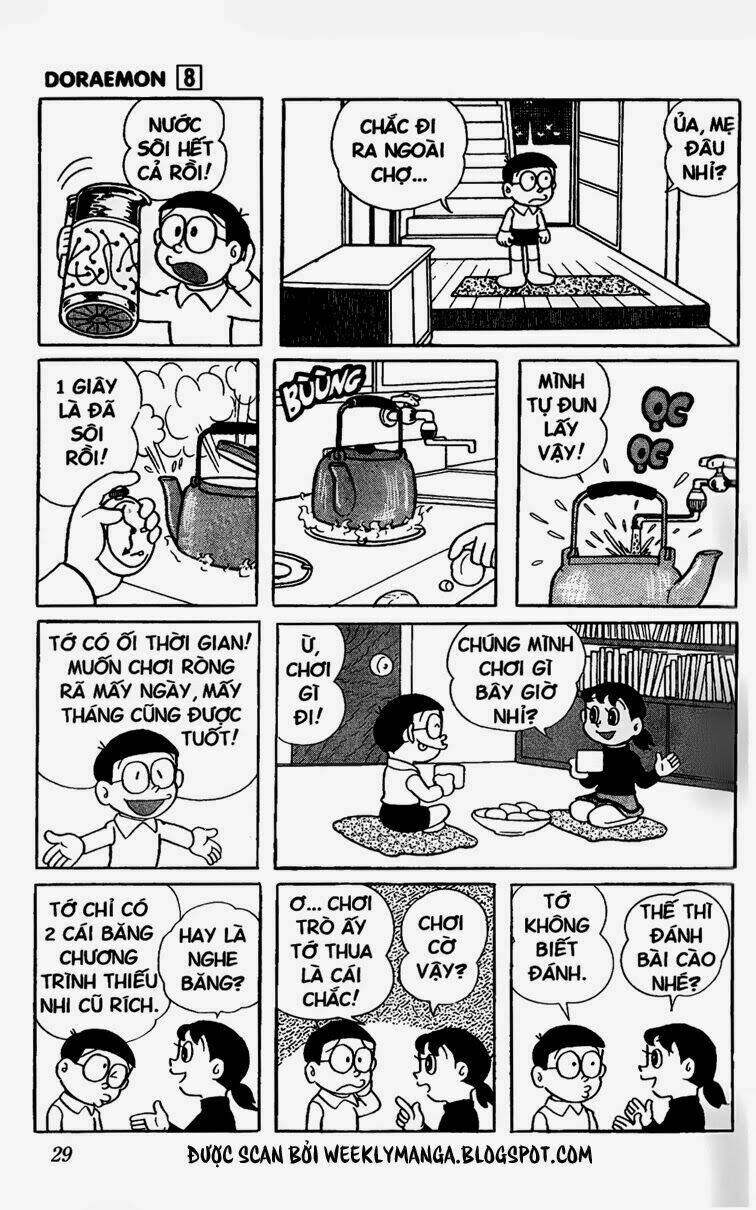 DORAEMON 8
ỦA, MẸ
ĐÂU
NHỈ?
CHẮC ĐI
RA NGOÀI
CHỢ...
NƯỚC
SÔI HẾT
CẢ RỒI!
MÌNH
TỰ ĐUN
LẤY
VẬY!
ỌC
ỌC
BÙÙNG
1 GIÂY
LÀ ĐÃ
SÔI
RỒI!
CHÚNG MÌNH
CHƠI GÌ
BÂY GIỜ
NHỈ?
Ừ,
CHƠI
GÌ
ĐI!
TỚ CÓ ỐI THỜI GIAN!
MUỐN CHƠI RÒNG
RÃ MẤY NGÀY, MẤY
THÁNG CŨNG ĐƯỢC
TUỐT!
THẾ THÌ
ĐÁNH
BÀI CÀO
NHÉ?
TỚ
KHÔNG
BIẾT
ĐÁNH.
CHƠI
CỜ
VẬY?
Ơ... CHƠI
TRÒ ẤY
TỚ THUA
LÀ CÁI
CHẮC!
HAY LÀ
NGHE
BĂNG?
TỚ CHỈ CÓ
2 CÁI BĂNG
CHƯƠNG
TRÌNH THIẾU
NHI CŨ RÍCH.
29
ĐƯỢC SCAN BỞI WEEKLYMANGA.BLOGSPOT.COM